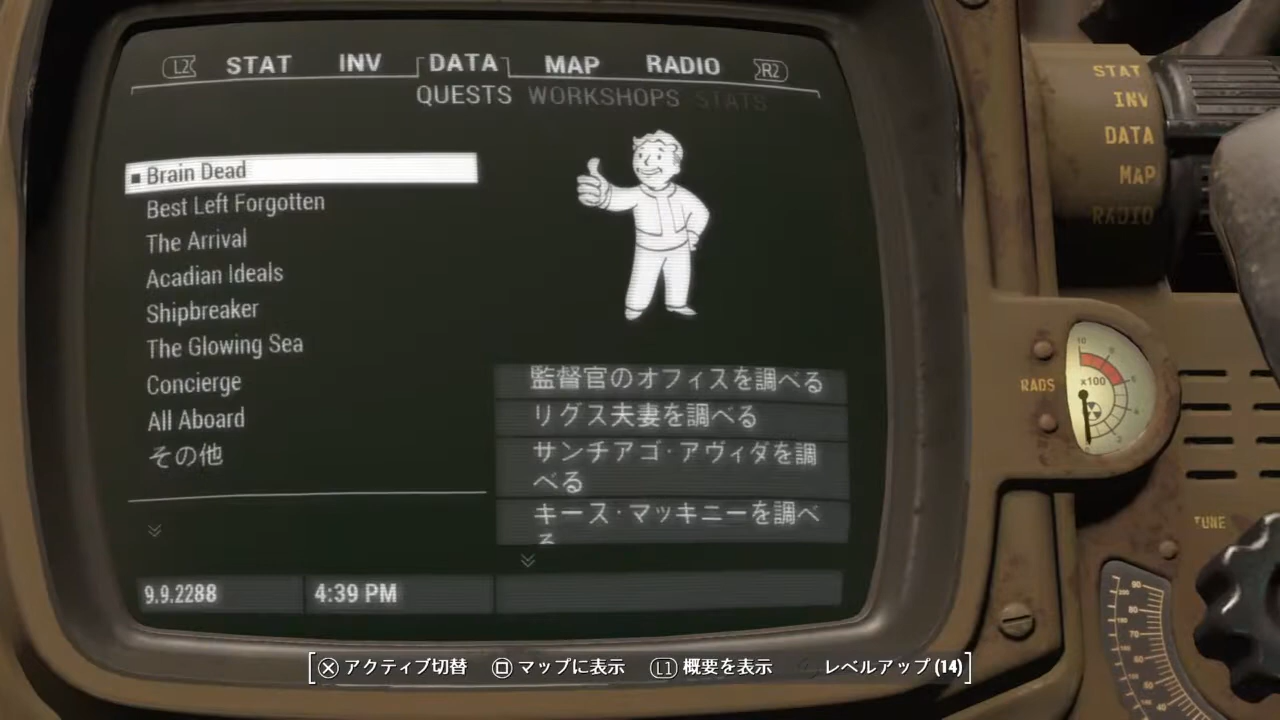 L2 STAT INV DATA MAP RADIO R2
QUESTS WORKSHOPS STATS
Brain Dead
Best Left Forgotten
The Arrival
Acadian Ideals
Shipbreaker
The Glowing Sea
Concierge
All Aboard
その他
監督官のオフィスを調べる
リグス夫妻を調べる
サンチアゴ・アヴィダを調
べる
キース・マッキニーを調べ
る
9.9.2288 4:39 PM
アクティブ切替 マップに表示 L1 概要を表示 レベルアップ (14)
STAT
INV
DATA
MAP
RADIO
RADS
x100
10
TUNE